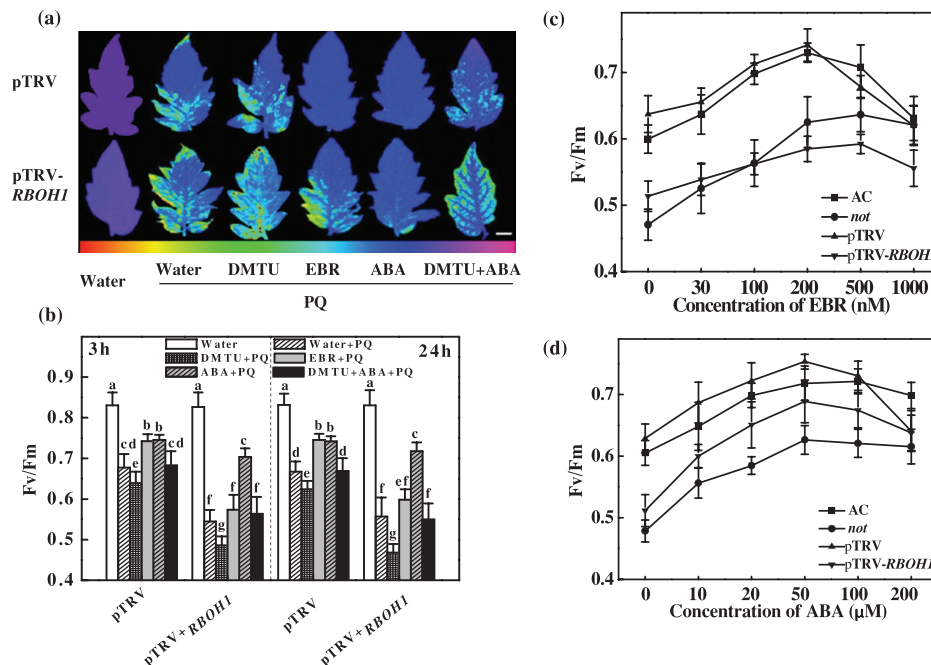 (a)
pTRV
pTRV-
RBOH1
Water
Water DMTU EBR ABA DMTU+ABA
PQ
(b)
3h
24h
Water
Water+PQ
DMTU+PQ
EBR+PQ
ABA+PQ
DMTU+ABA+PQ
Fv/Fm
0.9
0.8
0.7
0.6
0.5
0.4
a cd e b b cd
a f g f c f
a d e b b d
a f g ef c f
pTRV
pTRV+RBOH1
pTRV
pTRV+RBOH1
(c)
Fv/Fm
0.7
0.6
0.5
0.4
AC
not
pTRV
pTRV-RBOH1
0 30 100 200 500 1000
Concentration of EBR (nM)
(d)
Fv/Fm
0.7
0.6
0.5
0.4
AC
not
pTRV
pTRV-RBOH1
0 10 20 50 100 200
Concentration of ABA (μM)